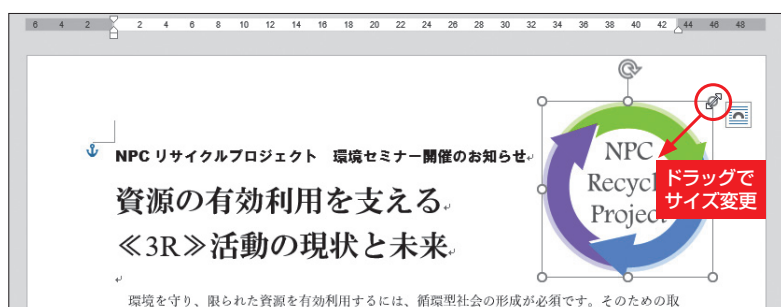 6 4 2 2 4 6 8 10 12 14 16 18 20 22 24 26 28 30 32 34 36 38 40 42 44 46 48
NPC リサイクルプロジェクト　環境セミナー開催のお知らせ
資源の有効利用を支える
≪3R≫活動の現状と未来
NPC
Recycl
Project
ドラッグで
サイズ変更
環境を守り、限られた資源を有効利用するには、循環型社会の形成が必須です。そのための取